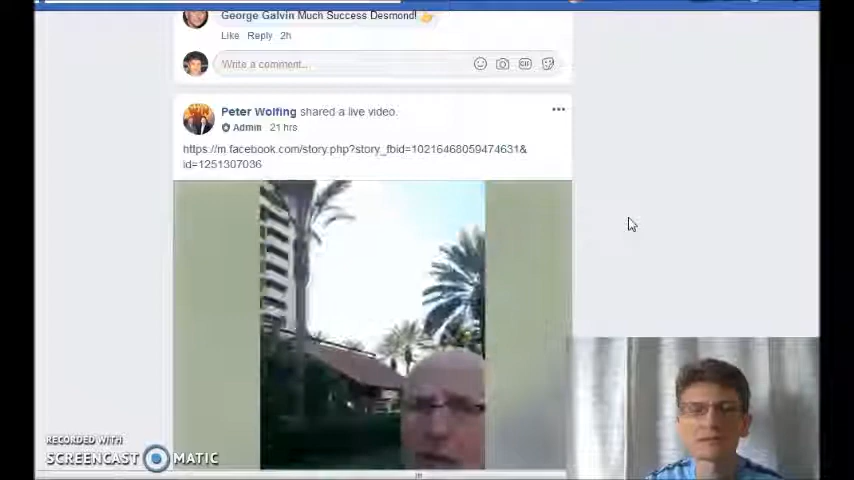 George Galvin Much Success Desmond!
Like Reply 2h
Write a comment...
GIF
Peter Wolfing shared a live video.
Admin 21 hrs
https://m.facebook.com/story.php?story_fbid=10216468059474631&
id=1251307036
RECORDED WITH
SCREENCAST MATIC